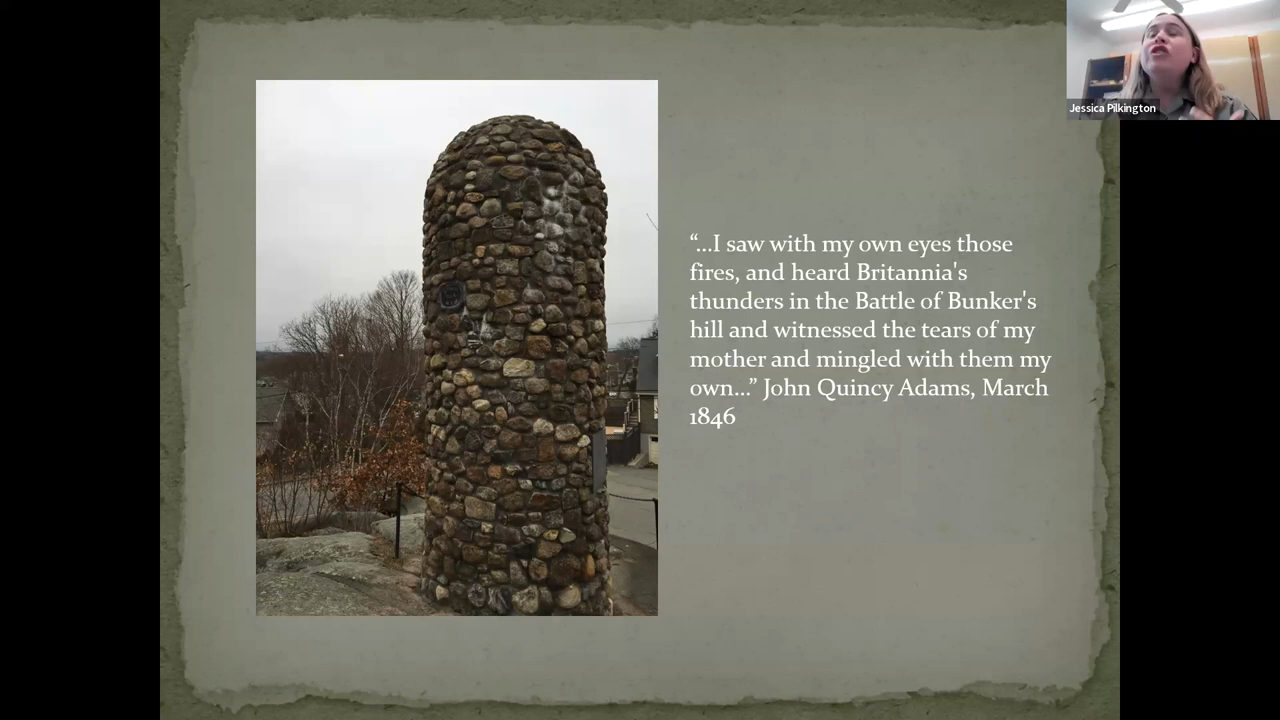 Jessica Pilkington
“...I saw with my own eyes those
fires, and heard Britannia's
thunders in the Battle of Bunker's
hill and witnessed the tears of my
mother and mingled with them my
own...” John Quincy Adams, March
1846